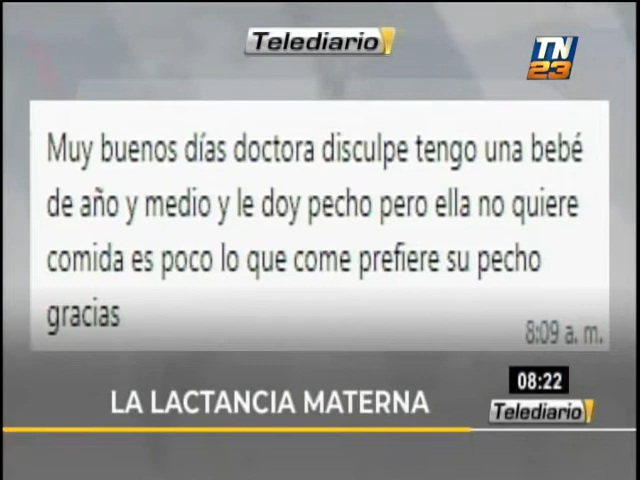 Telediario
TN
23
Muy buenos días doctora disculpe tengo una bebé
de año y medio y le doy pecho pero ella no quiere
comida es poco lo que come prefiere su pecho
gracias
8:09 a. m.
08:22
LA LACTANCIA MATERNA
Telediario